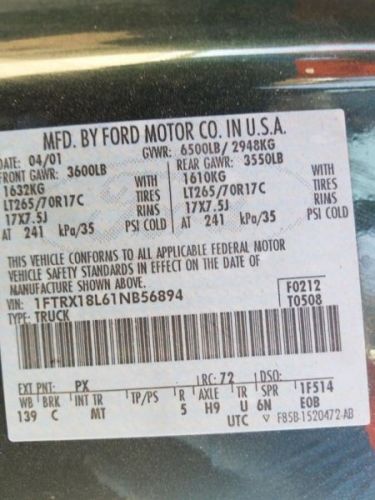 MFD. BY FORD MOTOR CO. IN U.S.A.
DATE: 04/01 GVWR: 6500LB/ 2948KG
FRONT GAWR: 3600LB REAR GAWR: 3550LB
1632KG WITH 1610KG WITH
LT265/70R17C TIRES LT265/70R17C TIRES
17X7.5J RIMS 17X7.5J RIMS
AT 241 kPa/35 PSI COLD AT 241 kPa/35 PSI COLD
THIS VEHICLE CONFORMS TO ALL APPLICABLE FEDERAL MOTOR
VEHICLE SAFETY STANDARDS IN EFFECT ON THE DATE OF
MANUFACTURE SHOWN ABOVE.
VIN: 1FTRX18L61NB56894 F0212
TYPE: TRUCK T0508
EXT PNT: PX RC: 72 DSO:
WB BRK INT TR TP/PS R AXLE TR SPR 1F514
139 C MT 5 H9 U 6N EOB
UTC ▽ F85B-1520472-AB